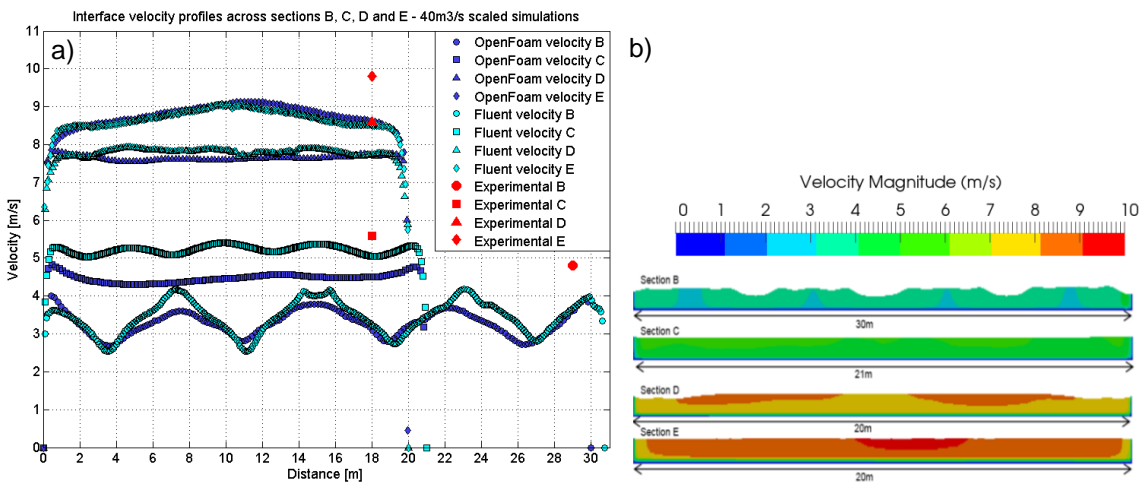 Interface velocity profiles across sections B, C, D and E - 40m3/s scaled simulations
a)
11
10
9
8
7
6
5
4
3
2
1
0
Velocity [m/s]
0 2 4 6 8 10 12 14 16 18 20 22 24 26 28 30
Distance [m]
OpenFoam velocity B
OpenFoam velocity C
OpenFoam velocity D
OpenFoam velocity E
Fluent velocity B
Fluent velocity C
Fluent velocity D
Fluent velocity E
Experimental B
Experimental C
Experimental D
Experimental E
b)
Velocity Magnitude (m/s)
0 1 2 3 4 5 6 7 8 9 10
Section B
30m
Section C
21m
Section D
20m
Section E
20m